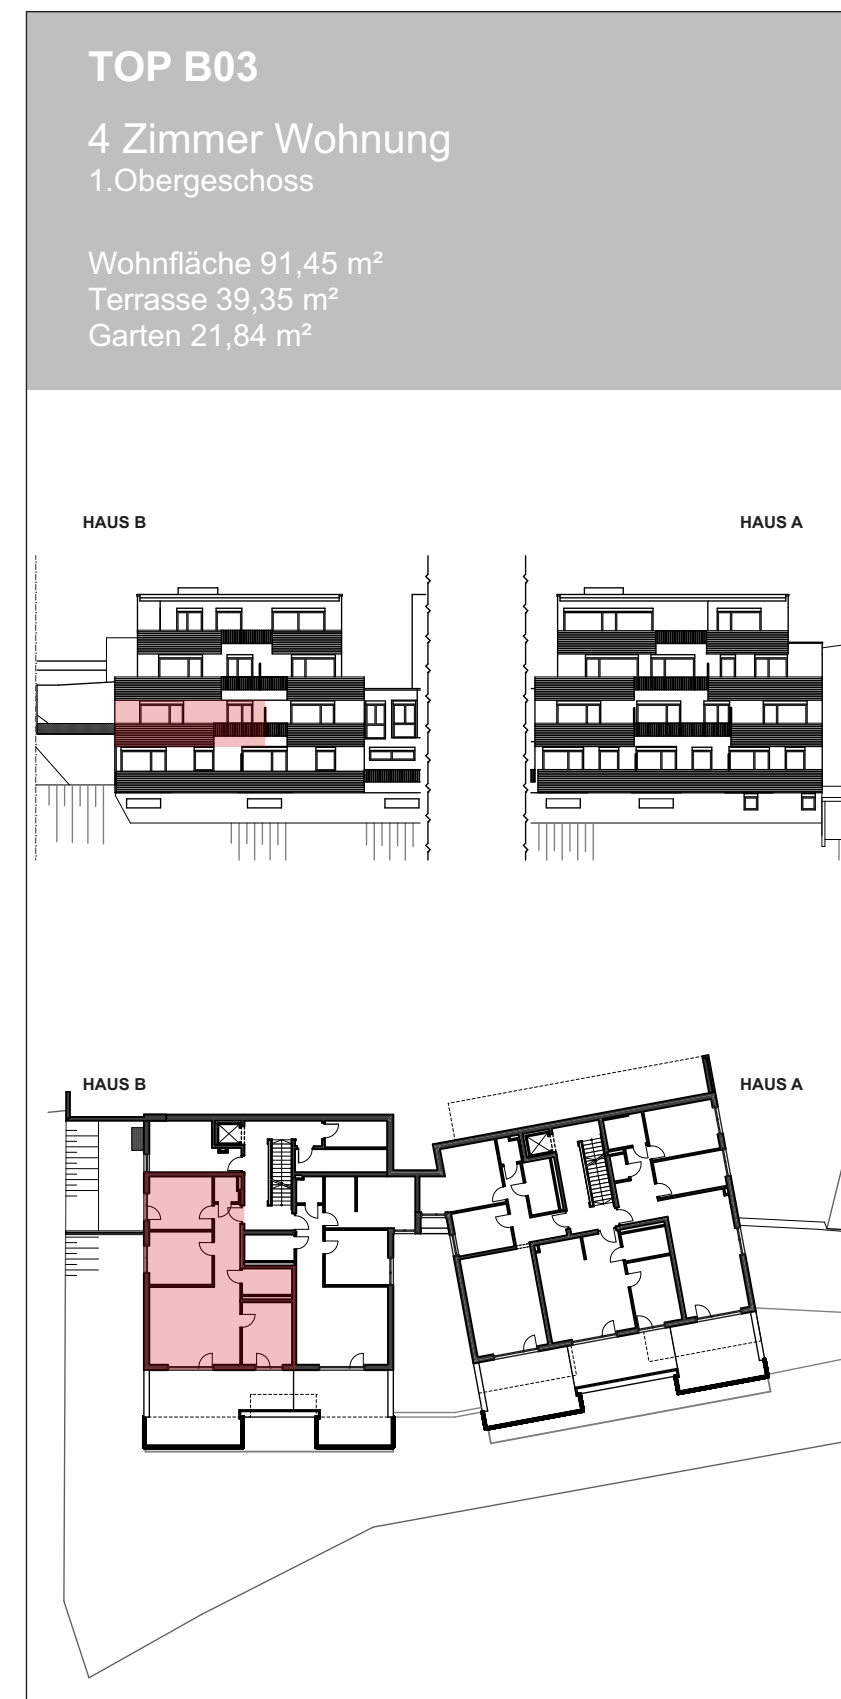 TOP B03
4 Zimmer Wohnung
1.Obergeschoss
Wohnfläche 91,45 m²
Terrasse 39,35 m²
Garten 21,84 m²
HAUS B
HAUS A
HAUS B
HAUS A